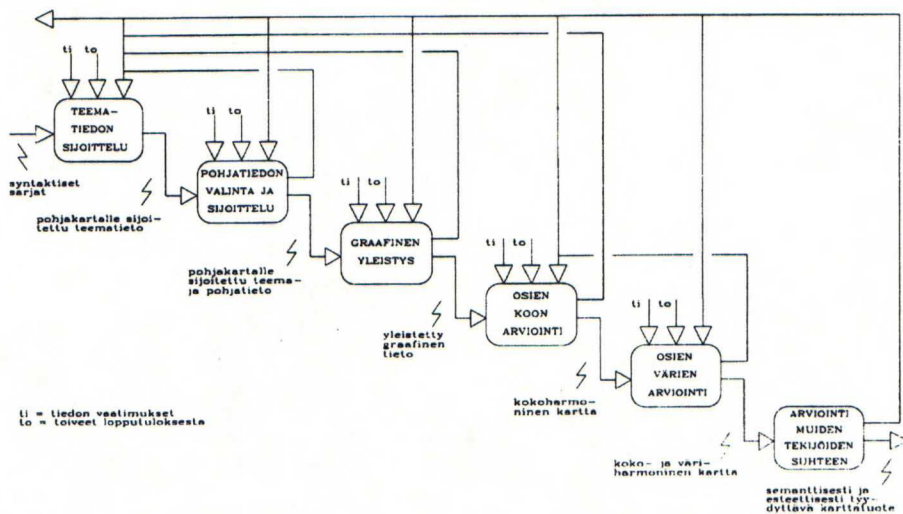 ti
to
TEEMA-
TIEDON
SIJOITTELU
syntaktiset
sarjat
ti
to
POHJATIEDON
VALINTA JA
SIJOITTELU
pohjakartalle sijoi-
tettu teematieto
ti
to
GRAAFINEN
YLEISTYS
pohjakartalle
sijoitettu teema-
ja pohjatieto
ti
to
OSIEN
KOON
ARVIOINTI
yleistetty
graafinen
tieto
ti
to
OSIEN
VÄRIEN
ARVIOINTI
kokoharmo-
ninen kartta
ARVIOINTI
MUIDEN
TEKIJÖIDEN
SUHTEEN
koko- ja väri-
harmoninen kartta
semanttisesti ja
esteettisesti tyy-
dyttävä karttatuote
ti = tiedon vaatimukset
to = toiveet lopputuloksesta